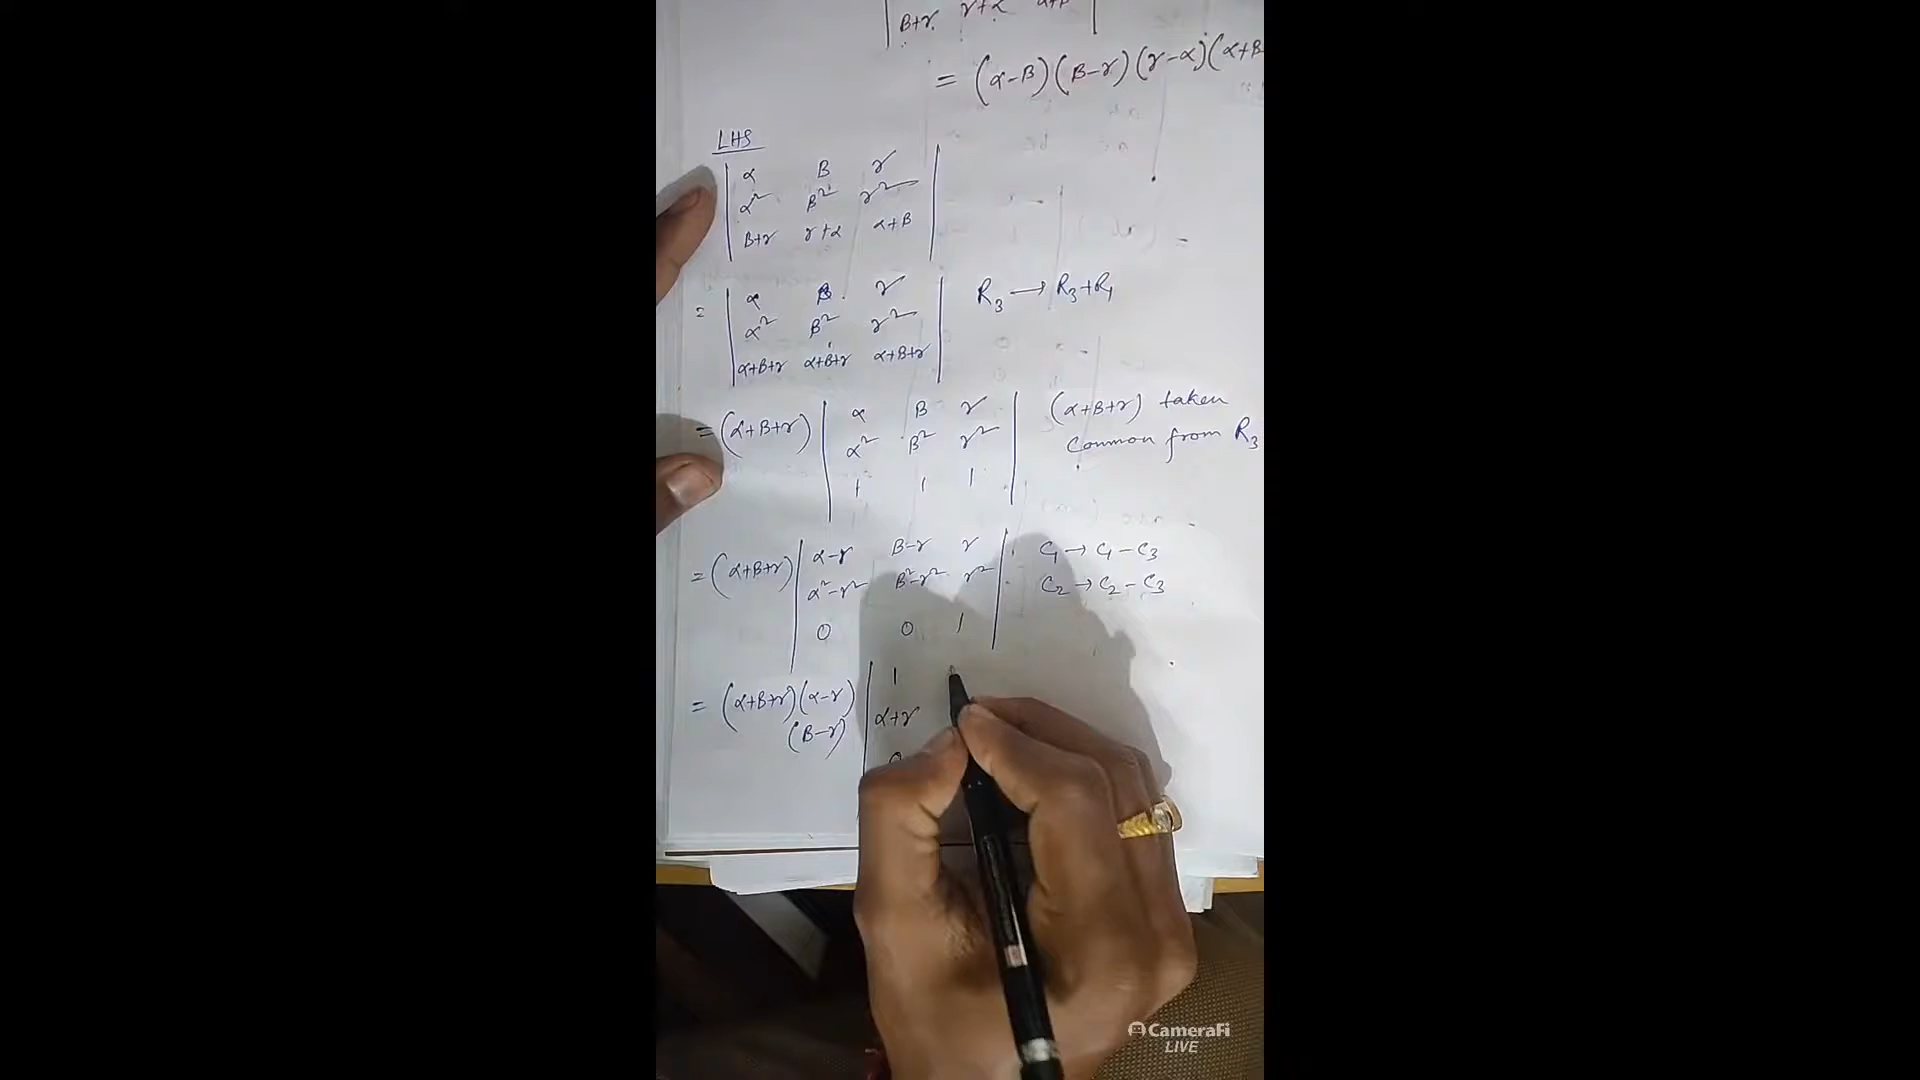 β+γ γ+α α+β
= (α-β)(β-γ)(γ-α)(α+β
LHS
| α β γ |
| α² β² γ² |
| β+γ γ+α α+β |
= | α β γ | R₃ → R₃+R₁
| α² β² γ² |
| α+β+γ α+β+γ α+β+γ |
= (α+β+γ) | α β γ | (α+β+γ) taken
| α² β² γ² | common from R₃
| 1 1 1 |
= (α+β+γ) | α-γ β-γ γ | C₁ → C₁-C₃
| α²-γ² β²-γ² γ² | C₂ → C₂-C₃
| 0 0 1 |
= (α+β+γ)(α-γ) | 1
(β-γ) | α+γ
0
CameraFi
LIVE